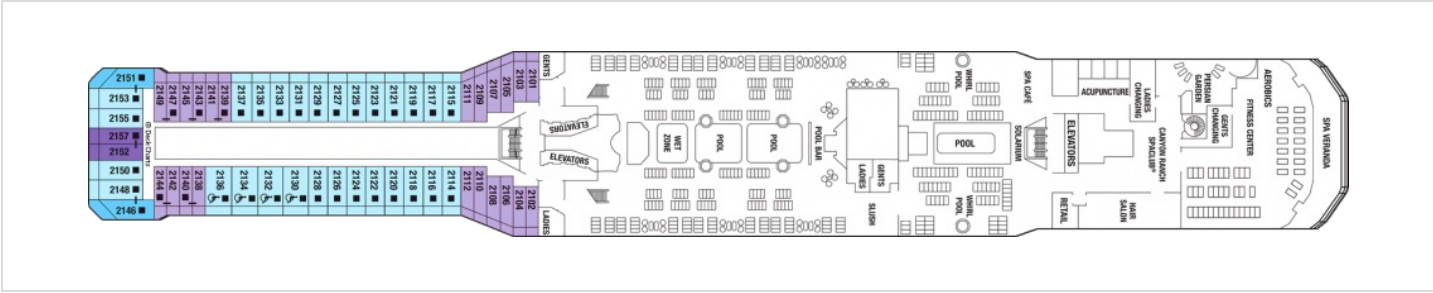 2151
2153
2155
2157
2152
2150
2148
2146
© Deck Charts
2149
2147
2145
2143
2141
2139
2137
2135
2133
2131
2129
2127
2125
2123
2121
2119
2117
2115
2111
2109
2107
2105
2103
2101
2144
2142
2140
2138
2136
2134
2132
2130
2128
2126
2124
2122
2120
2118
2116
2114
2112
2110
2108
2106
2104
2102
GENTS
LADIES
ELEVATORS
ELEVATORS
WET
ZONE
POOL
POOL
POOL BAR
LADIES
GENTS
SLUSH
WHIRL
POOL
POOL
WHIRL
POOL
SPA CAFÉ
SOLARIUM
ELEVATORS
ACUPUNCTURE
LADIES
CHANGING
CANYON RANCH
SPACLUB®
RETAIL
HAIR
SALON
PERSIAN
GARDEN
GENTS
CHANGING
AEROBICS
FITNESS CENTER
SPA VERANDA